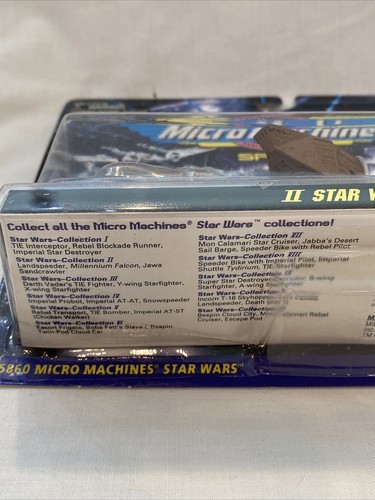 Micro Machines
II STAR W
Collect all the Micro Machines® Star Wars™ collections!
Star Wars-Collection I
TIE Interceptor, Rebel Blockade Runner,
Imperial Star Destroyer
Star Wars-Collection II
Landspeeder, Millennium Falcon, Jawa
Sandcrawler
Star Wars-Collection III
Darth Vader's TIE Fighter, Y-wing Starfighter,
X-wing Starfighter
Star Wars-Collection IV
Imperial Probot, Imperial AT-AT, Snowspeeder
Star Wars-Collection V
Rebel Transport, TIE Bomber, Imperial AT-ST
(Chicken Walker)
Star Wars-Collection VI
Escort Frigate, Boba Fett's Slave I, Bespin
Twin-Pod Cloud Car
Star Wars-Collection VII
Mon Calamari Star Cruiser, Jabba's Desert
Sail Barge, Speeder Bike with Rebel Pilot
Star Wars-Collection VIII
Speeder Bike with Imperial Pilot, Imperial
Shuttle Tydirium, TIE Starfighter
Star Wars-Collection
Super Star Destroyer, B-wing
Starfighter, A-wing Starfighter
Star Wars-Collection
Incom T-16 Skyhopper,
Landspeeder, Death
Star Wars-Collection
Bespin Cloud City, Mon Calamari Rebel
Cruiser, Escape Pod
5860 MICRO MACHINES® STAR WARS